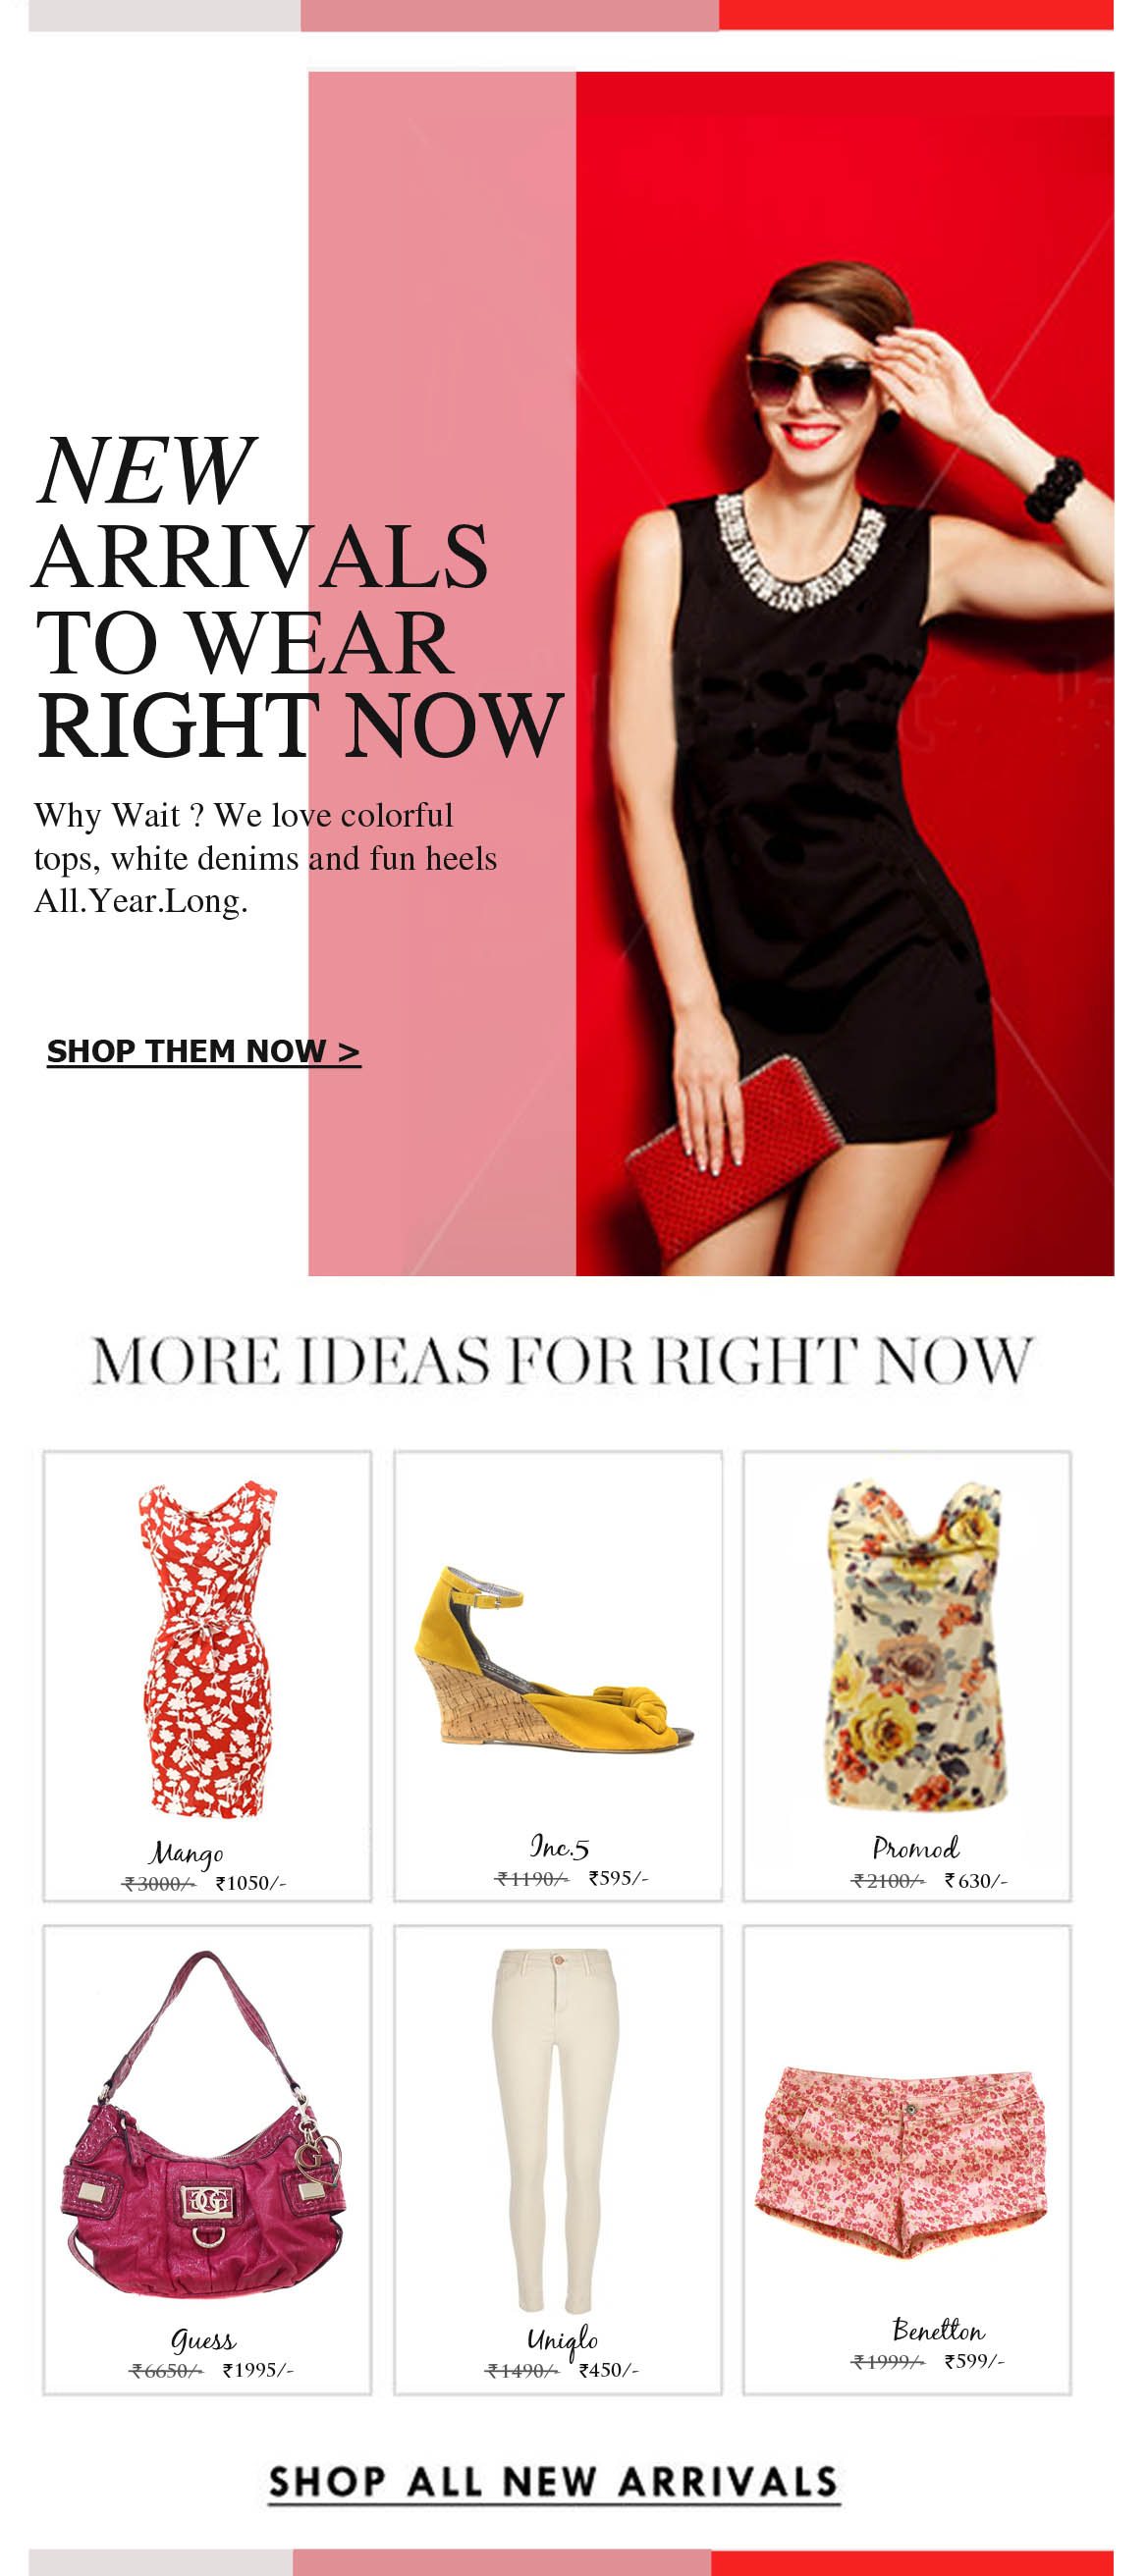 NEW
ARRIVALS
TO WEAR
RIGHT NOW
Why Wait ? We love colorful
tops, white denims and fun heels
All.Year.Long.
SHOP THEM NOW >
MORE IDEAS FOR RIGHT NOW
Mango
₹3000/- ₹1050/-
Inc.5
₹1190/- ₹595/-
Promod
₹2100/- ₹630/-
G
Guess
₹6650/- ₹1995/-
Uniqlo
₹1490/- ₹450/-
Benetton
₹1999/- ₹599/-
SHOP ALL NEW ARRIVALS